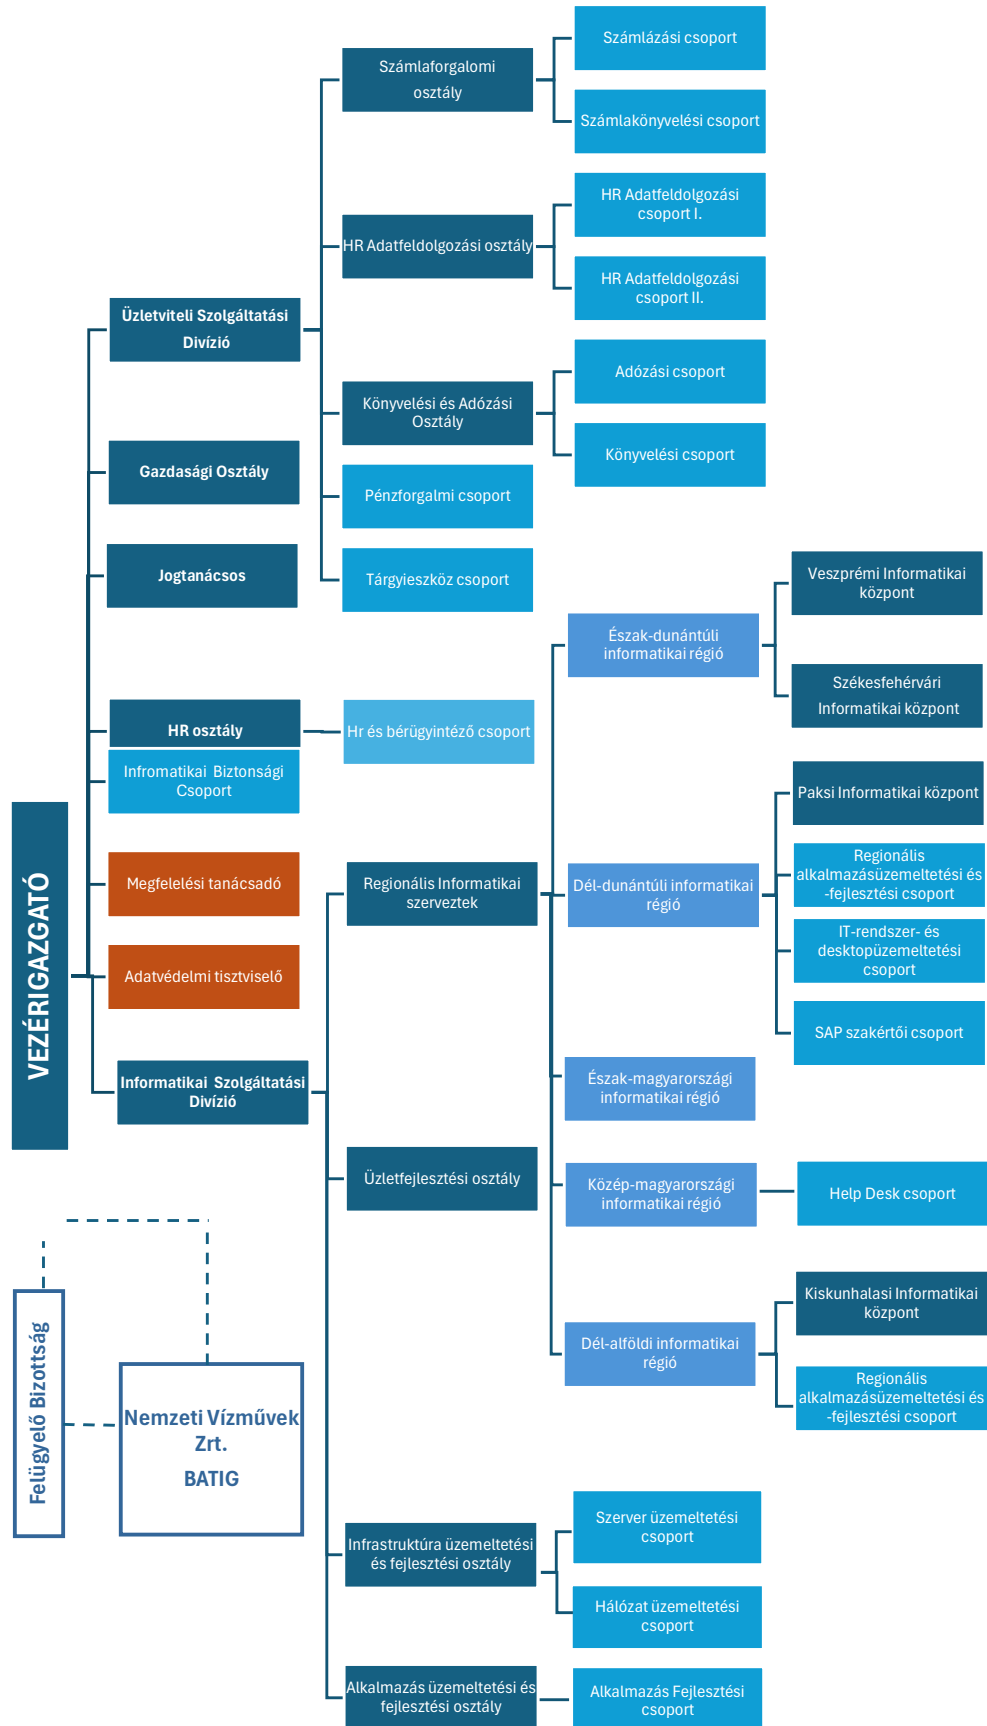 Számlázási csoport
Számlaforgalomi
osztály
Számlakönyvelési csoport
HR Adatfeldolgozási
csoport I.
HR Adatfeldolgozási osztály
HR Adatfeldolgozási
csoport II.
Üzletviteli Szolgáltatási
Divízió
Adózási csoport
Könyvelési és Adózási
Osztály
Könyvelési csoport
Gazdasági Osztály
Pénzforgalmi csoport
Jogtanácsos
Tárgyieszköz csoport
Veszprémi Informatikai
központ
Észak-dunántúli
informatikai régió
Székesfehérvári
Informatikai központ
HR osztály
Hr és bérügyintéző csoport
Infromatikai Biztonsági
Csoport
Paksi Informatikai központ
Megfelelési tanácsadó
Regionális Informatikai
szerveztek
Dél-dunántúli informatikai
régió
Regionális
alkalmazásüzemeltetési és
-fejlesztési csoport
IT-rendszer- és
desktopüzemeltetési
csoport
VEZÉRIGAZGATÓ
Adatvédelmi tisztviselő
SAP szakértői csoport
Informatikai Szolgáltatási
Divízió
Észak-magyarországi
informatikai régió
Üzletfejlesztési osztály
Közép-magyarországi
informatikai régió
Help Desk csoport
Kiskunhalasi Informatikai
központ
Dél-alföldi informatikai
régió
Regionális
alkalmazásüzemeltetési és
-fejlesztési csoport
Felügyelő Bizottság
Nemzeti Vízművek
Zrt.
BATIG
Szerver üzemeltetési
csoport
Infrastruktúra üzemeltetési
és fejlesztési osztály
Hálózat üzemeltetési
csoport
Alkalmazás üzemeltetési és
fejlesztési osztály
Alkalmazás Fejlesztési
csoport